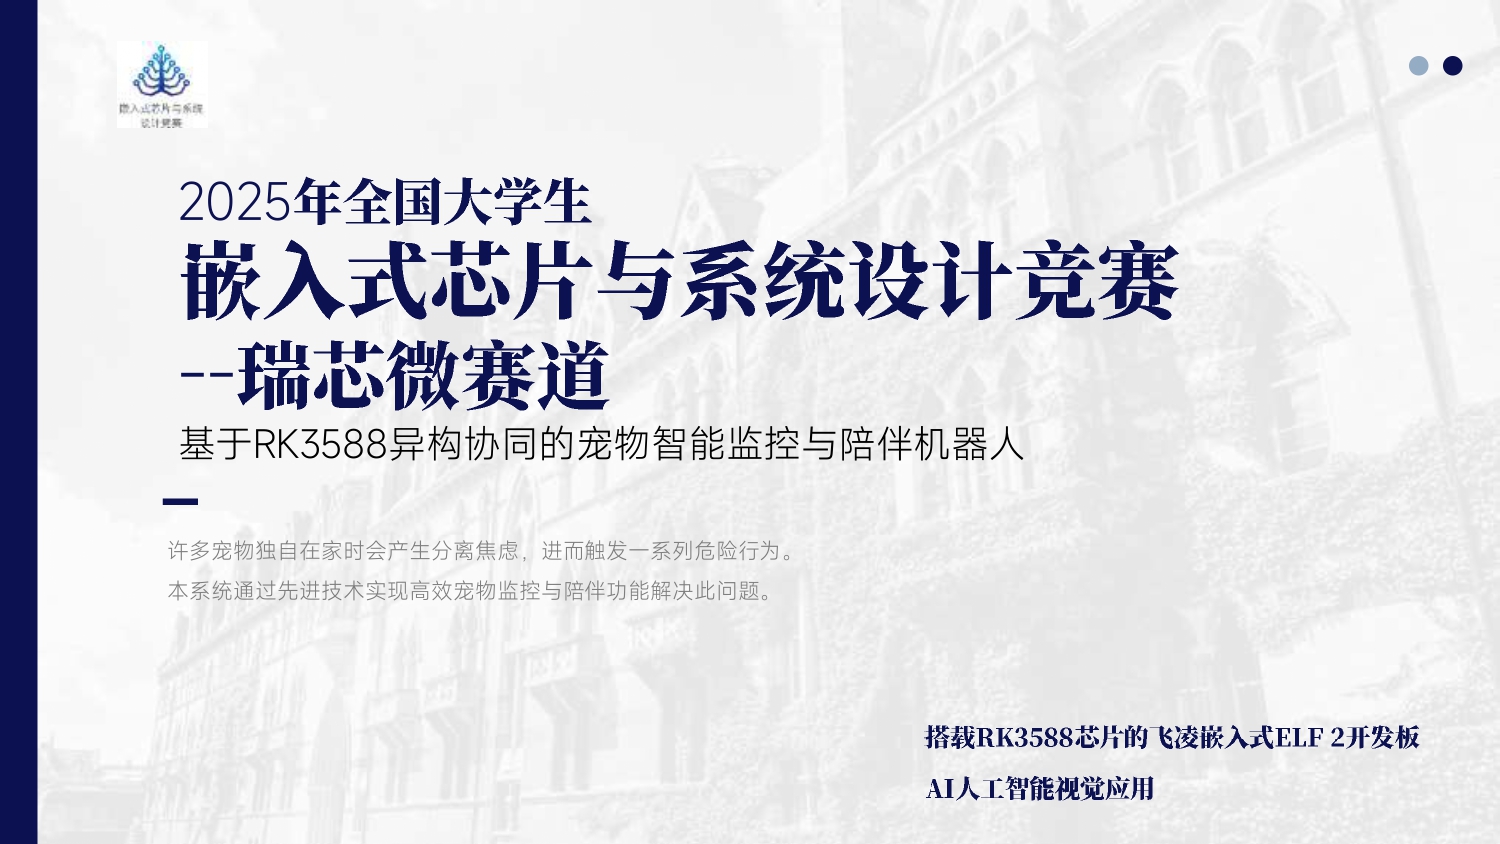 嵌入式芯片与系统
设计竞赛
2025年全国大学生
嵌入式芯片与系统设计竞赛
--瑞芯微赛道
基于RK3588异构协同的宠物智能监控与陪伴机器人
许多宠物独自在家时会产生分离焦虑，进而触发一系列危险行为。
本系统通过先进技术实现高效宠物监控与陪伴功能解决此问题。
搭载RK3588芯片的飞凌嵌入式ELF 2开发板
AI人工智能视觉应用